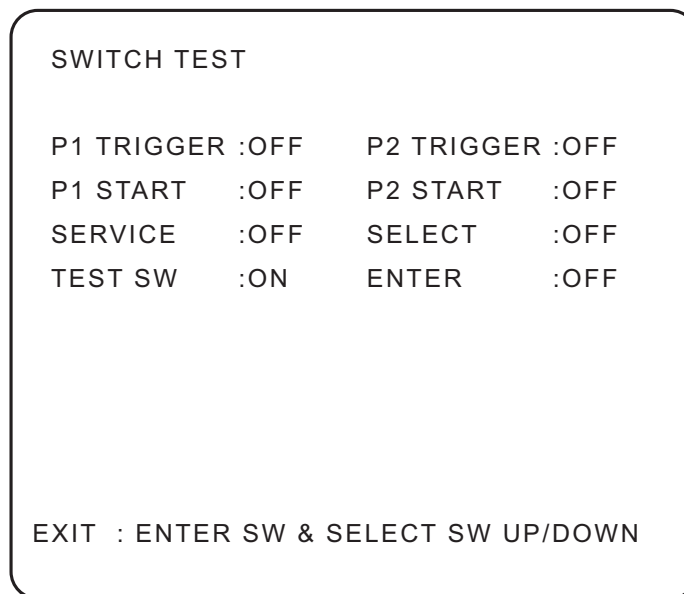 SWITCH TEST
P1 TRIGGER :OFF P2 TRIGGER :OFF
P1 START :OFF P2 START :OFF
SERVICE :OFF SELECT :OFF
TEST SW :ON ENTER :OFF
EXIT : ENTER SW & SELECT SW UP/DOWN